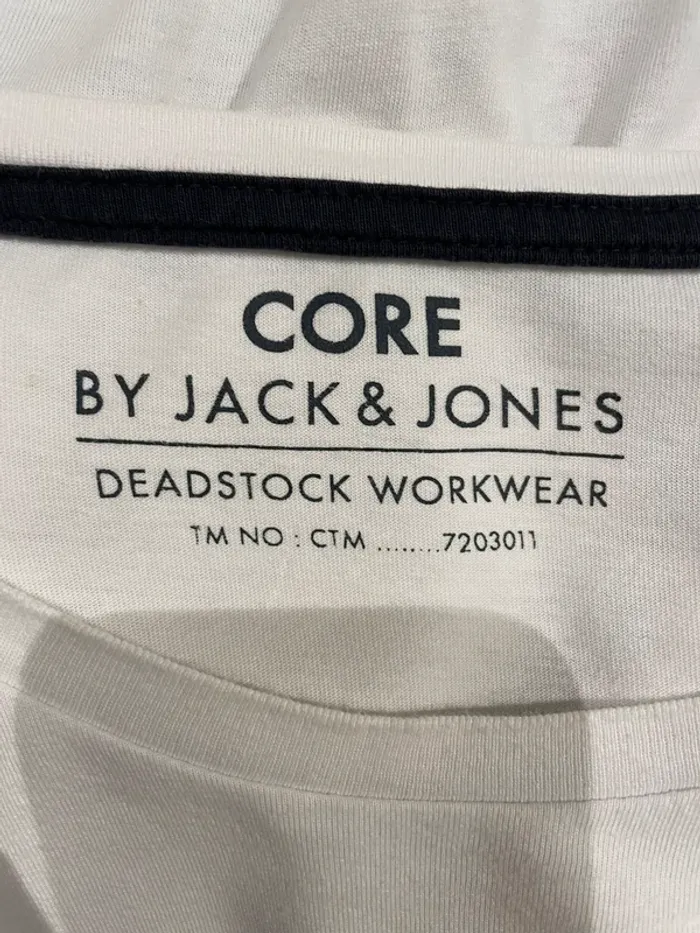 CORE
BY JACK & JONES
DEADSTOCK WORKWEAR
TM NO : CTM ........7203011